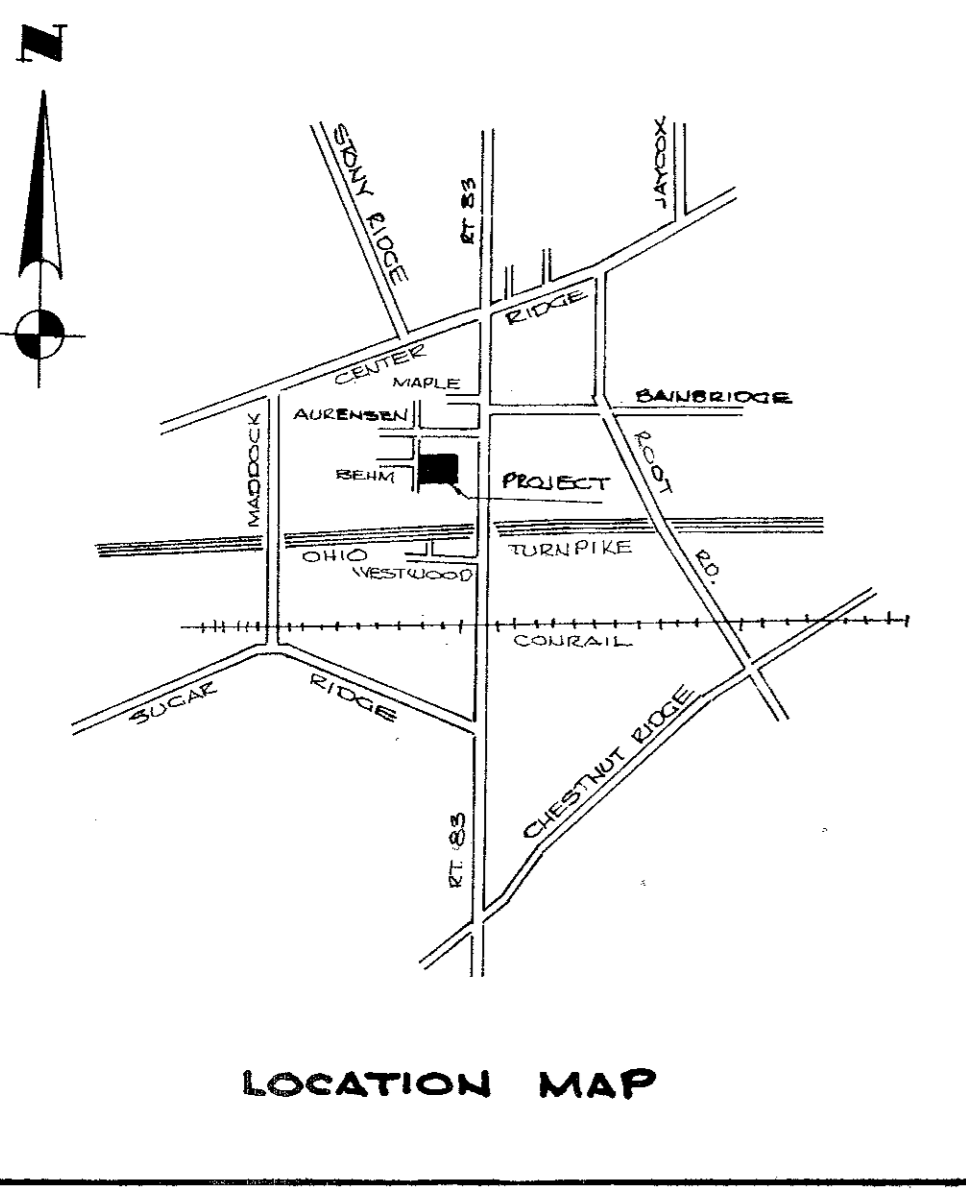 N
STONY RIDGE
RT 83
JAYCOX
CENTER RIDGE
MAPLE
BAINBRIDGE
AURENSEN
MADDOCK
ROOT RD.
BEHM
PROJECT
OHIO TURNPIKE
WESTWOOD
CONRAIL
SUGAR RIDGE
CHESTNUT RIDGE
RT. 83
LOCATION MAP